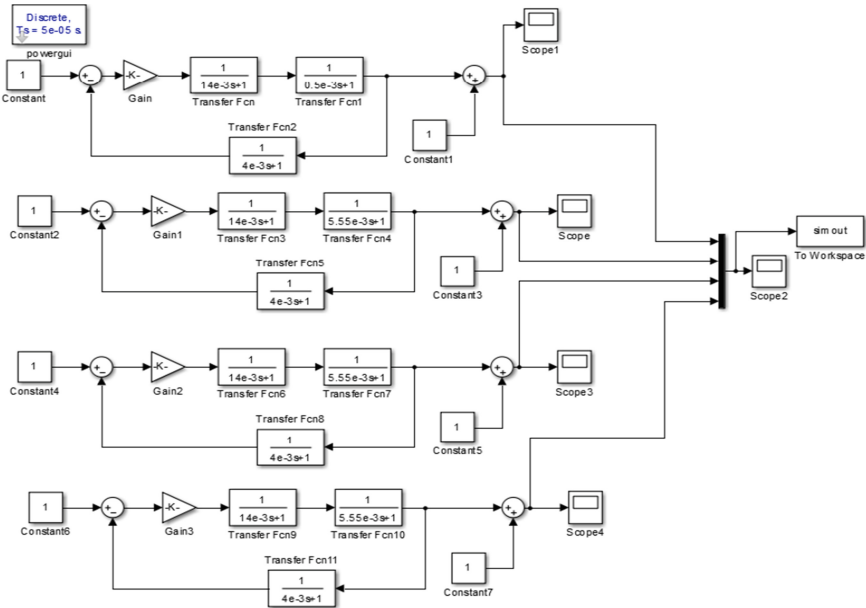 Discrete,
Ts = 5e-05 s.
powergui
Scope1
1
Constant
-K-
Gain
1
14e-3s+1
Transfer Fcn
1
0.5e-3s+1
Transfer Fcn1
1
Constant1
Transfer Fcn2
1
4e-3s+1
1
Constant2
-K-
Gain1
1
14e-3s+1
Transfer Fcn3
1
5.55e-3s+1
Transfer Fcn4
Scope
Transfer Fcn5
1
4e-3s+1
1
Constant3
simout
To Workspace
Scope2
1
Constant4
-K-
Gain2
1
14e-3s+1
Transfer Fcn6
1
5.55e-3s+1
Transfer Fcn7
Scope3
Transfer Fcn8
1
4e-3s+1
1
Constant5
1
Constant6
-K-
Gain3
1
14e-3s+1
Transfer Fcn9
1
5.55e-3s+1
Transfer Fcn10
Scope4
Transfer Fcn11
1
4e-3s+1
1
Constant7